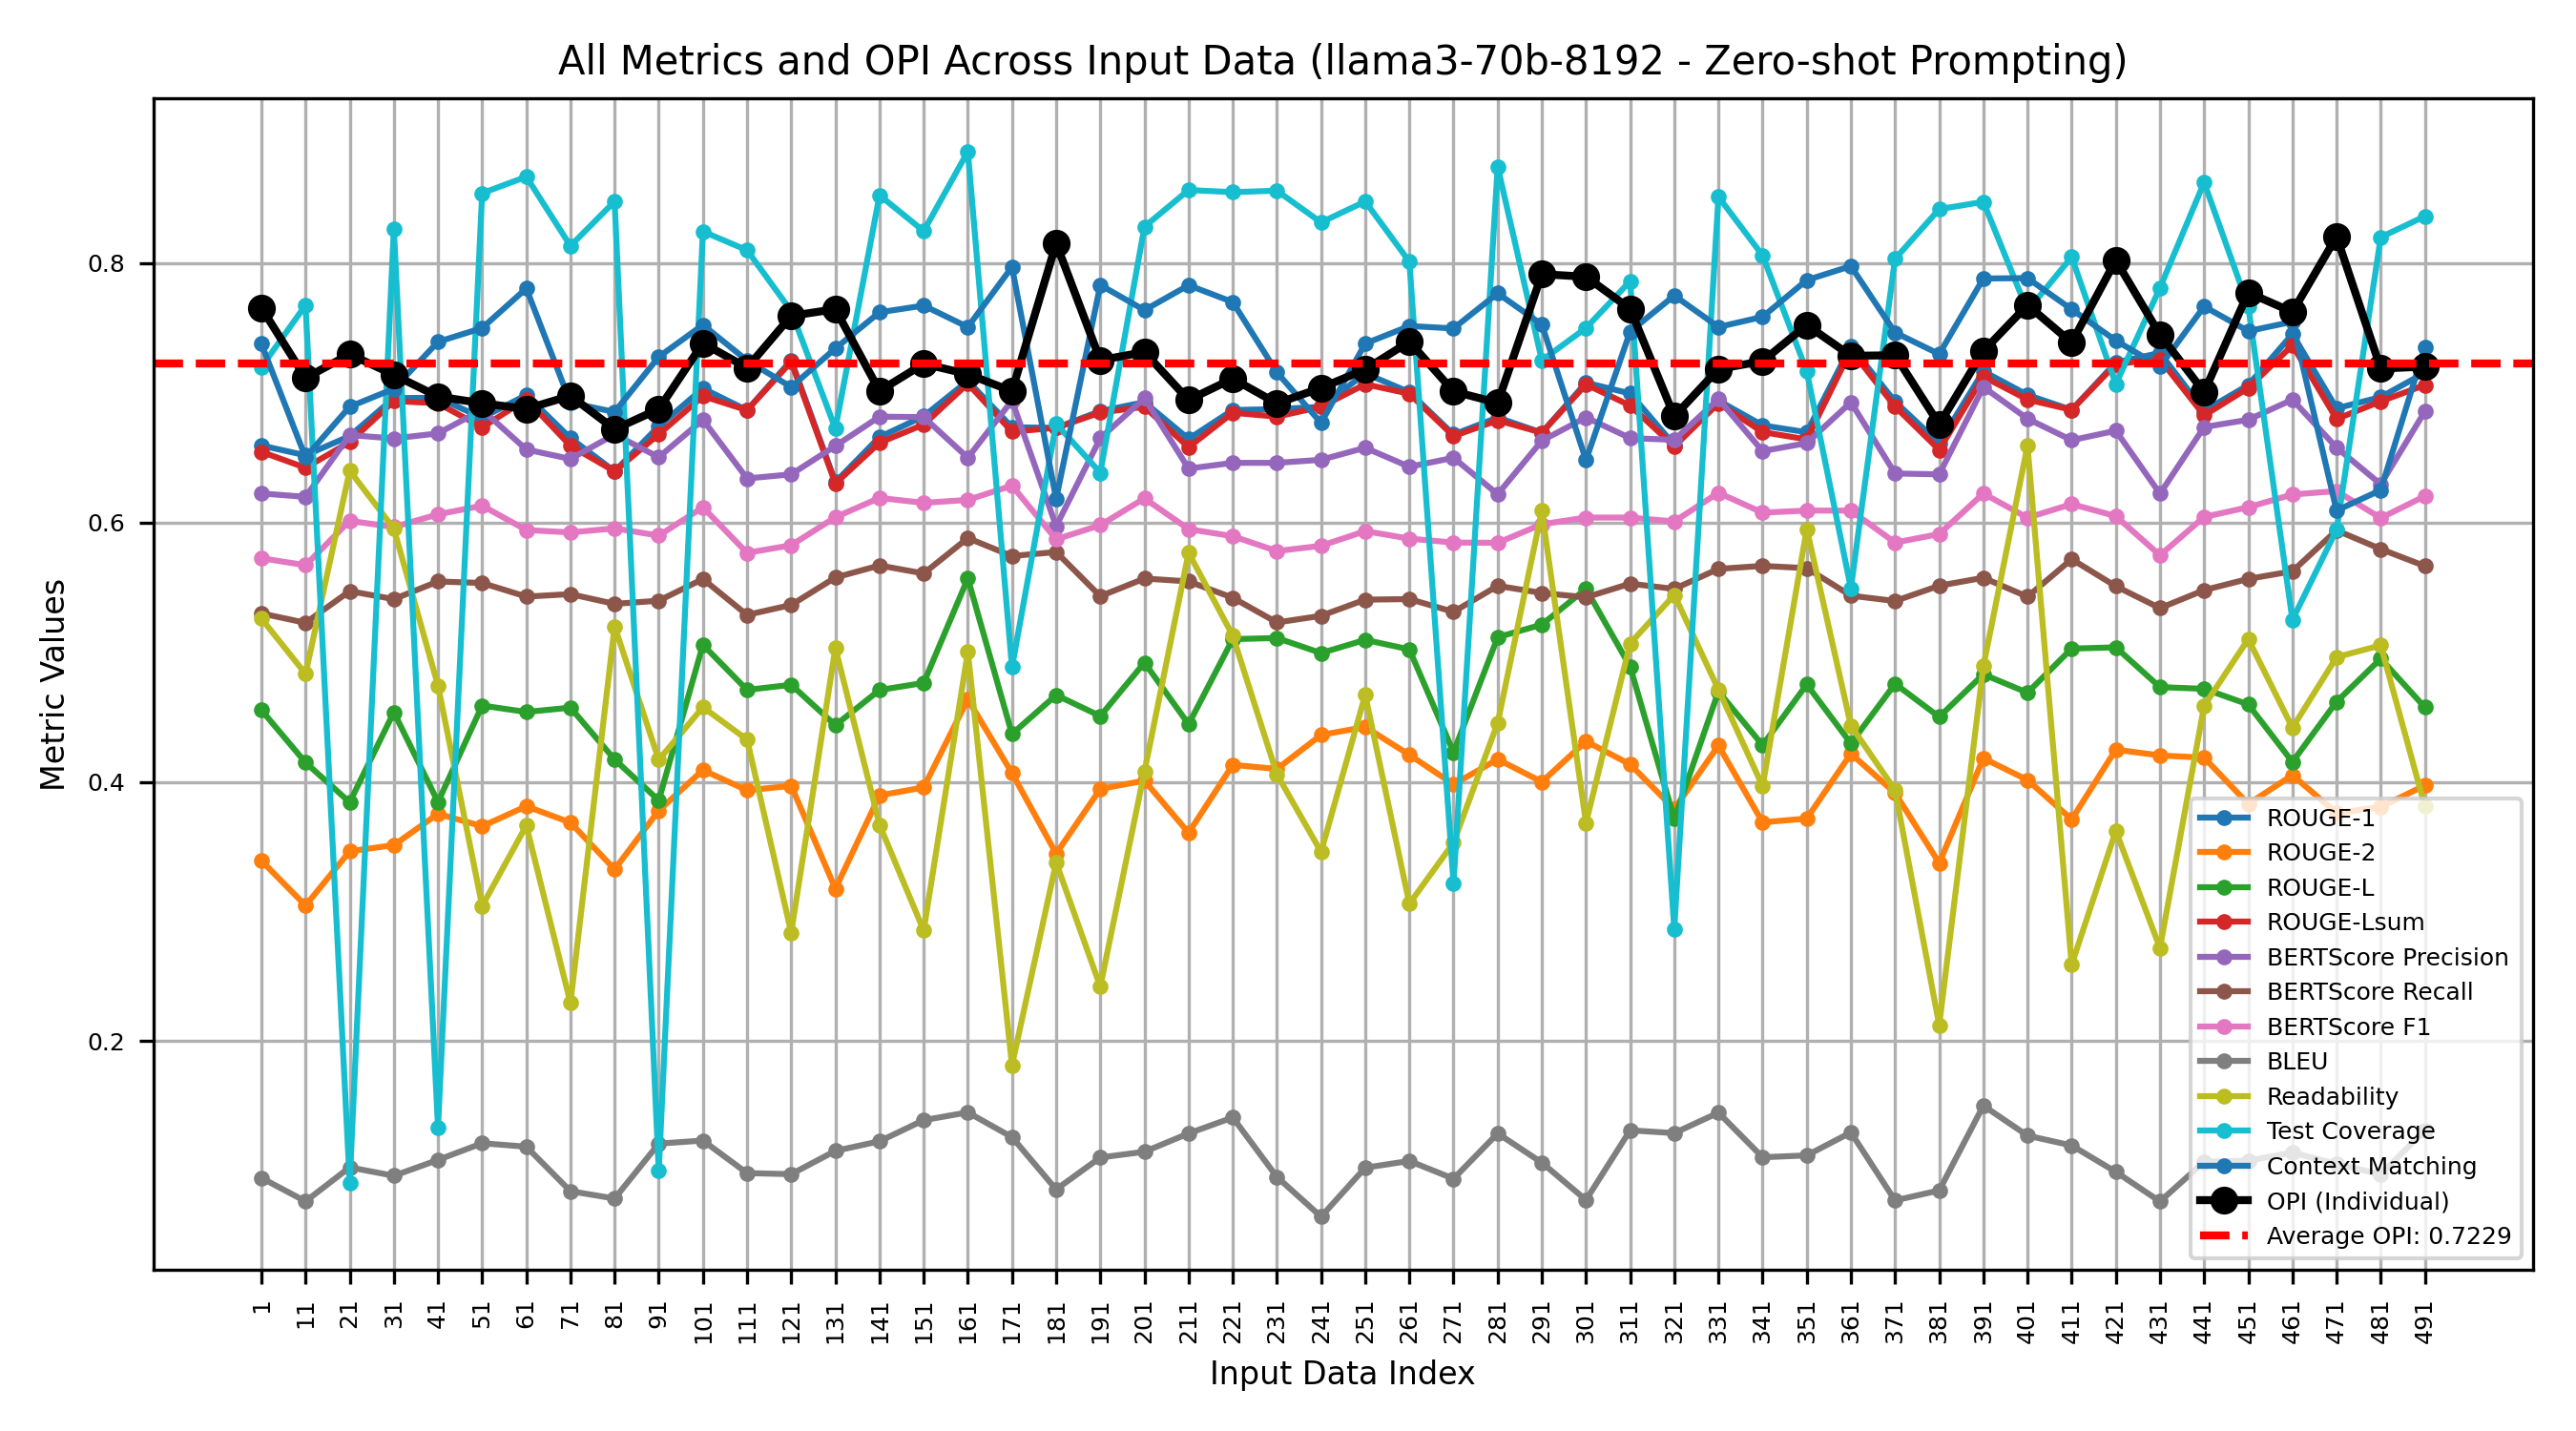 All Metrics and OPI Across Input Data (llama3-70b-8192 - Zero-shot Prompting)
Metric Values
0.8
0.6
0.4
0.2
ROUGE-1
ROUGE-2
ROUGE-L
ROUGE-Lsum
BERTScore Precision
BERTScore Recall
BERTScore F1
BLEU
Readability
Test Coverage
Context Matching
OPI (Individual)
Average OPI: 0.7229
1 11 21 31 41 51 61 71 81 91 101 111 121 131 141 151 161 171 181 191 201 211 221 231 241 251 261 271 281 291 301 311 321 331 341 351 361 371 381 391 401 411 421 431 441 451 461 471 481 491
Input Data Index